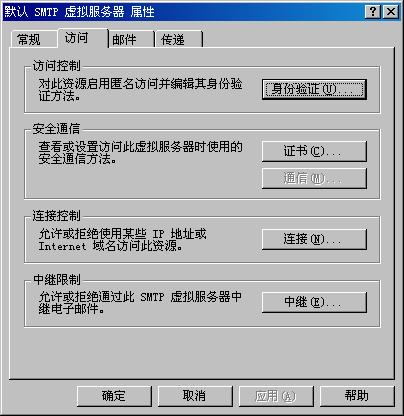 默认 SMTP 虚拟服务器 属性
常规 访问 邮件 传递
访问控制
对此资源启用匿名访问并编辑其身份验
证方法。
身份验证(U)...
安全通信
查看或设置访问此虚拟服务器时使用的
安全通信方法。
证书(C)...
通信(M)...
连接控制
允许或拒绝使用某些 IP 地址或
Internet 域名访问此资源。
连接(N)...
中继限制
允许或拒绝通过此 SMTP 虚拟服务器中
继电子邮件。
中继(E)...
确定 取消 应用(A) 帮助